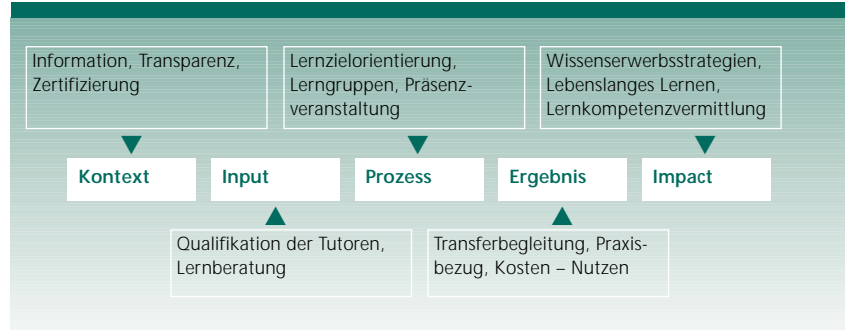 Information, Transparenz,
Zertifizierung
Lernzielorientierung,
Lerngruppen, Präsenz-
veranstaltung
Wissenserwerbsstrategien,
Lebenslanges Lernen,
Lernkompetenzvermittlung
Kontext
Input
Prozess
Ergebnis
Impact
Qualifikation der Tutoren,
Lernberatung
Transferbegleitung, Praxis-
bezug, Kosten – Nutzen